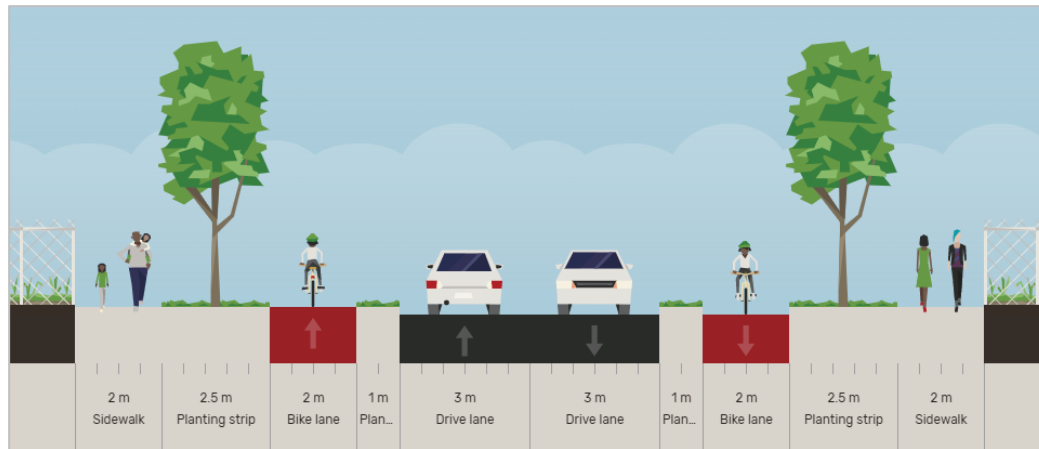 2 m
Sidewalk
2.5 m
Planting strip
2 m
Bike lane
1 m
Plan...
3 m
Drive lane
3 m
Drive lane
1 m
Plan...
2 m
Bike lane
2.5 m
Planting strip
2 m
Sidewalk